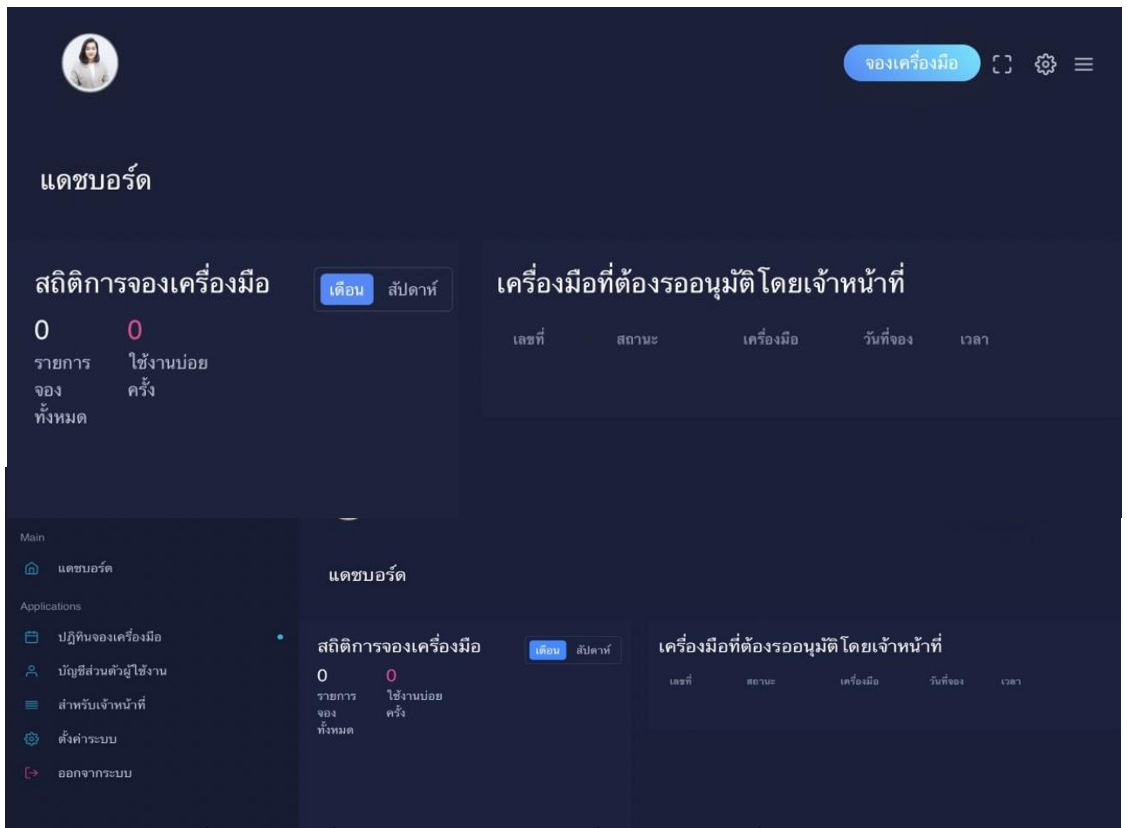 จองเครื่องมือ
แดชบอร์ด
สถิติการจองเครื่องมือ
เดือน สัปดาห์
0 0
รายการ ใช้งานบ่อย
จอง ครั้ง
ทั้งหมด
เครื่องมือที่ต้องรออนุมัติโดยเจ้าหน้าที่
เลขที่ สถานะ เครื่องมือ วันที่จอง เวลา
Main
แดชบอร์ด
Applications
ปฏิทินจองเครื่องมือ
บัญชีส่วนตัวผู้ใช้งาน
สำหรับเจ้าหน้าที่
ตั้งค่าระบบ
ออกจากระบบ
แดชบอร์ด
สถิติการจองเครื่องมือ
เดือน สัปดาห์
0 0
รายการ ใช้งานบ่อย
จอง ครั้ง
ทั้งหมด
เครื่องมือที่ต้องรออนุมัติโดยเจ้าหน้าที่
เลขที่ สถานะ เครื่องมือ วันที่จอง เวลา